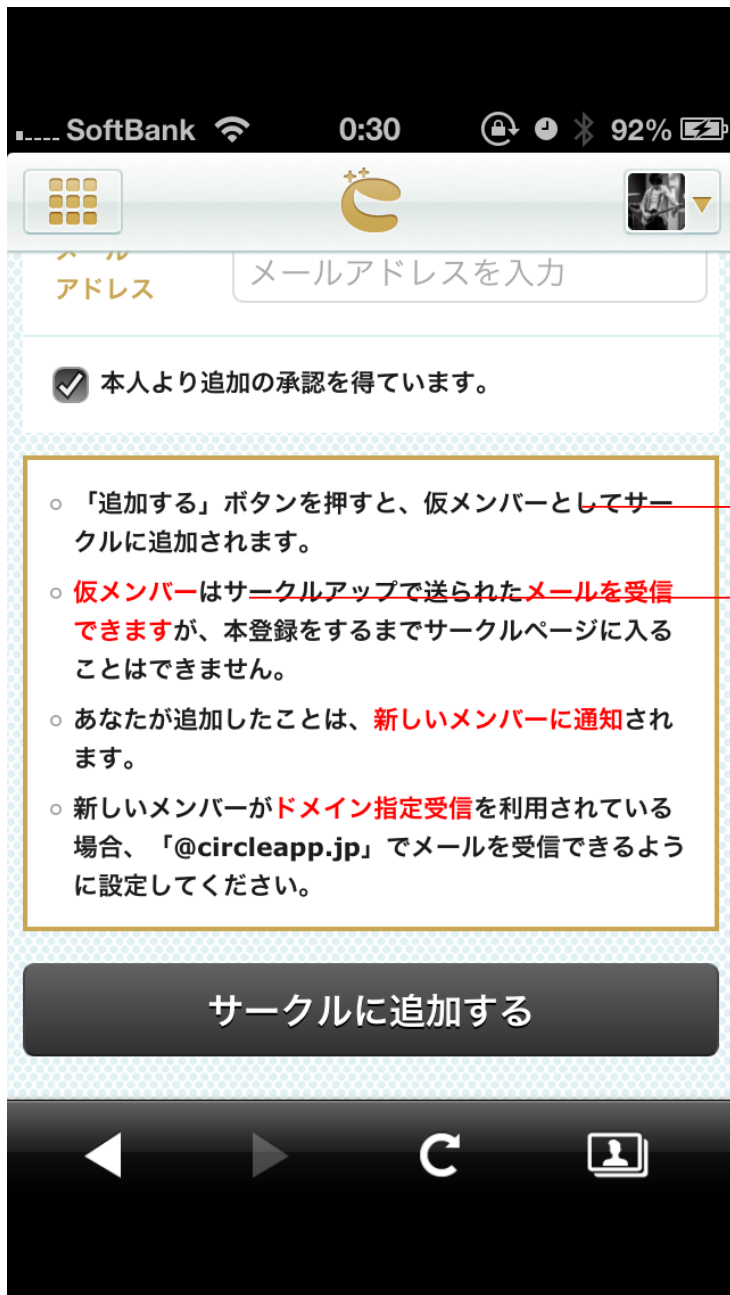 SoftBank 0:30 92%
メール
アドレス
メールアドレスを入力
本人より追加の承認を得ています。
「追加する」ボタンを押すと、仮メンバーとしてサー
クルに追加されます。
仮メンバーはサークルアップで送られたメールを受信
できますが、本登録をするまでサークルページに入る
ことはできません。
あなたが追加したことは、新しいメンバーに通知され
ます。
新しいメンバーがドメイン指定受信を利用されている
場合、「@circleapp.jp」でメールを受信できるよう
に設定してください。
サークルに追加する